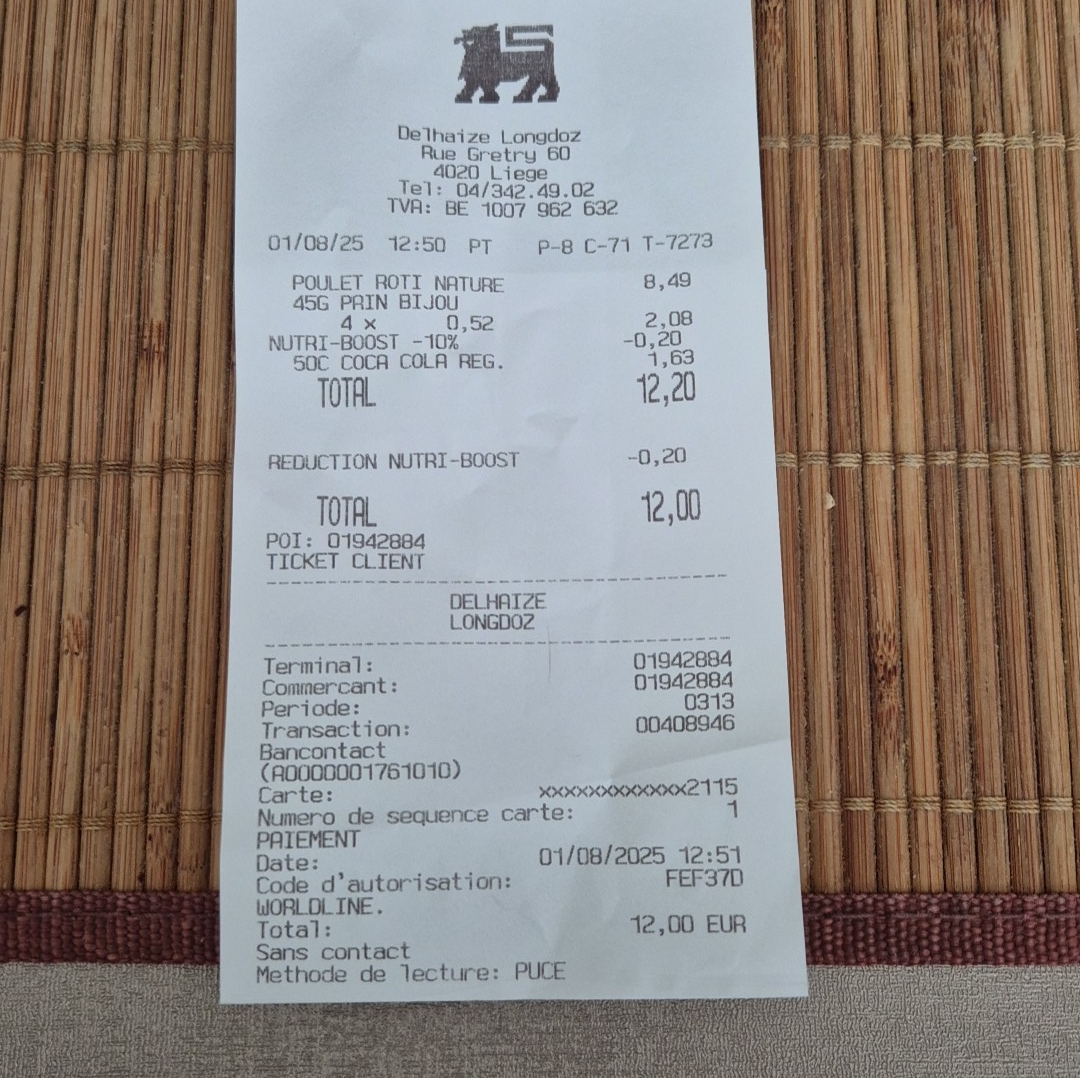 Delhaize Longdoz
Rue Gretry 60
4020 Liege
Tel: 04/342.49.02
TVA: BE 1007 962 632
01/08/25 12:50 PT P-8 C-71 T-7273
POULET ROTI NATURE 8,49
45G PAIN BIJOU
4 x 0,52 2,08
NUTRI-BOOST -10% -0,20
50C COCA COLA REG. 1,63
TOTAL 12,20
REDUCTION NUTRI-BOOST -0,20
TOTAL 12,00
POI: 01942884
TICKET CLIENT
DELHAIZE
LONGDOZ
Terminal: 01942884
Commercant: 01942884
Periode: 0313
Transaction: 00408946
Bancontact
(A0000001761010)
Carte: xxxxxxxxxxxxx2115
Numero de sequence carte: 1
PAIEMENT
Date: 01/08/2025 12:51
Code d'autorisation: FEF37D
WORLDLINE.
Total: 12,00 EUR
Sans contact
Methode de lecture: PUCE